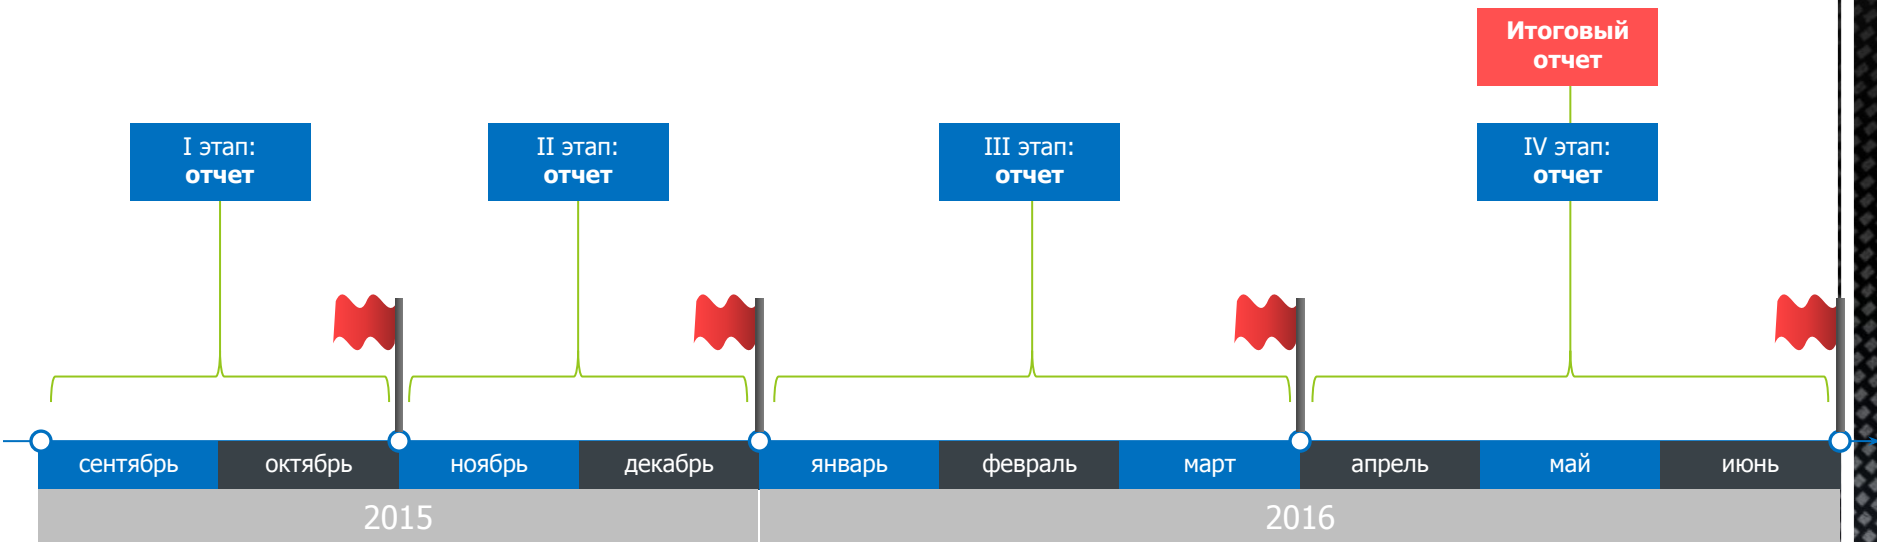 Итоговый
отчет
I этап:
отчет
II этап:
отчет
III этап:
отчет
IV этап:
отчет
сентябрь
октябрь
ноябрь
декабрь
январь
февраль
март
апрель
май
июнь
2015
2016